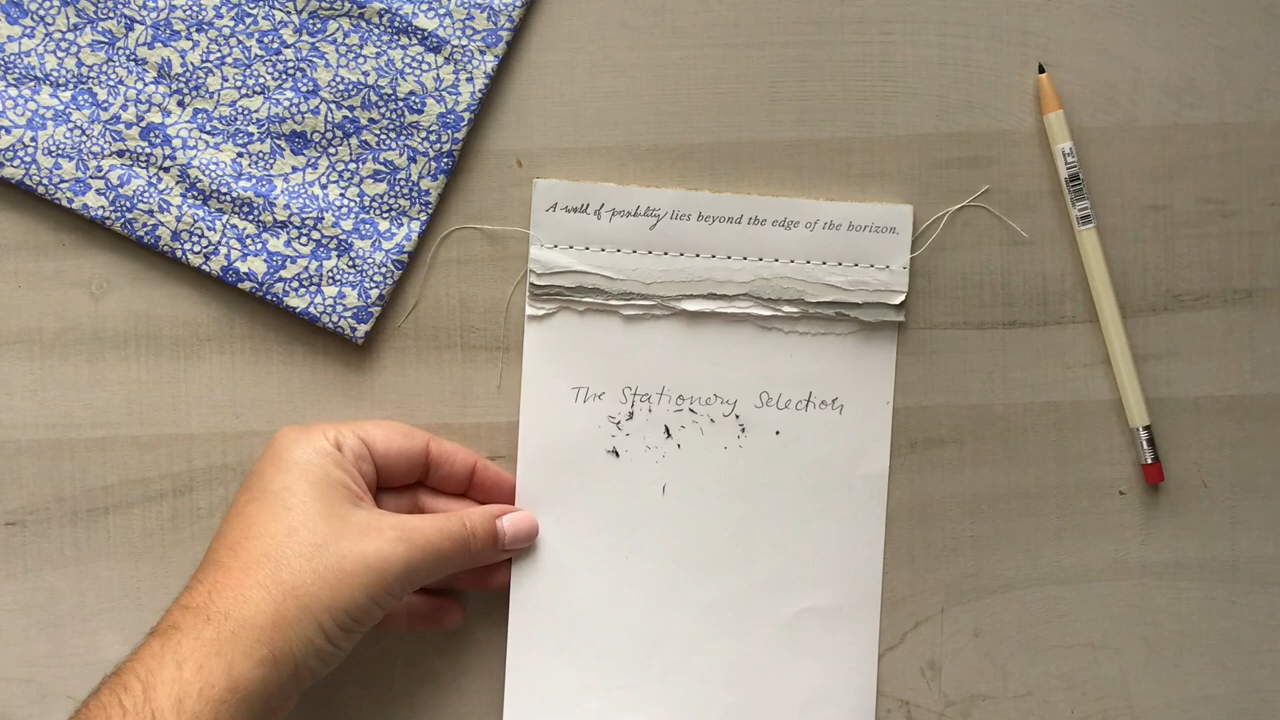 A world of possibility lies beyond the edge of the horizon.
The Stationery Selection